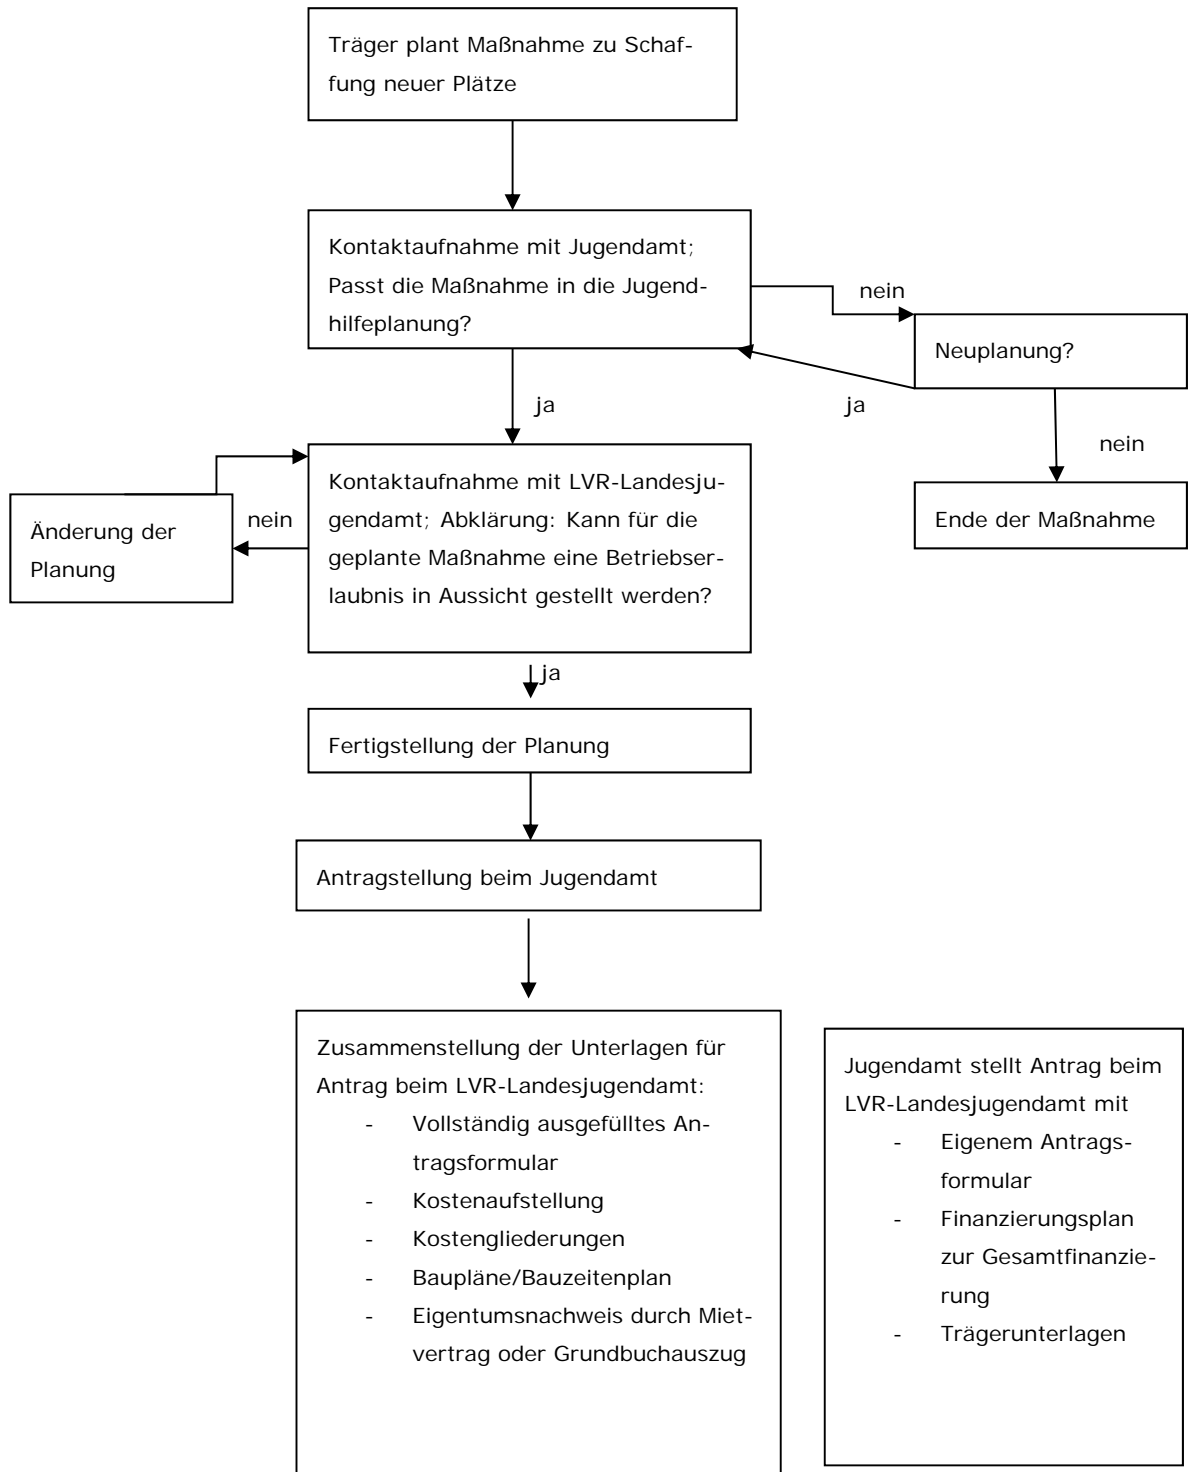 Träger plant Maßnahme zu Schaf-
fung neuer Plätze
Kontaktaufnahme mit Jugendamt;
Passt die Maßnahme in die Jugend-
hilfeplanung?
nein
Neuplanung?
ja
ja
nein
Ende der Maßnahme
Kontaktaufnahme mit LVR-Landesju-
gendamt; Abklärung: Kann für die
geplante Maßnahme eine Betriebser-
laubnis in Aussicht gestellt werden?
nein
Änderung der
Planung
ja
Fertigstellung der Planung
Antragstellung beim Jugendamt
Zusammenstellung der Unterlagen für
Antrag beim LVR-Landesjugendamt:
- Vollständig ausgefülltes An-
tragsformular
- Kostenaufstellung
- Kostengliederungen
- Baupläne/Bauzeitenplan
- Eigentumsnachweis durch Miet-
vertrag oder Grundbuchauszug
Jugendamt stellt Antrag beim
LVR-Landesjugendamt mit
- Eigenem Antrags-
formular
- Finanzierungsplan
zur Gesamtfinanzie-
rung
- Trägerunterlagen